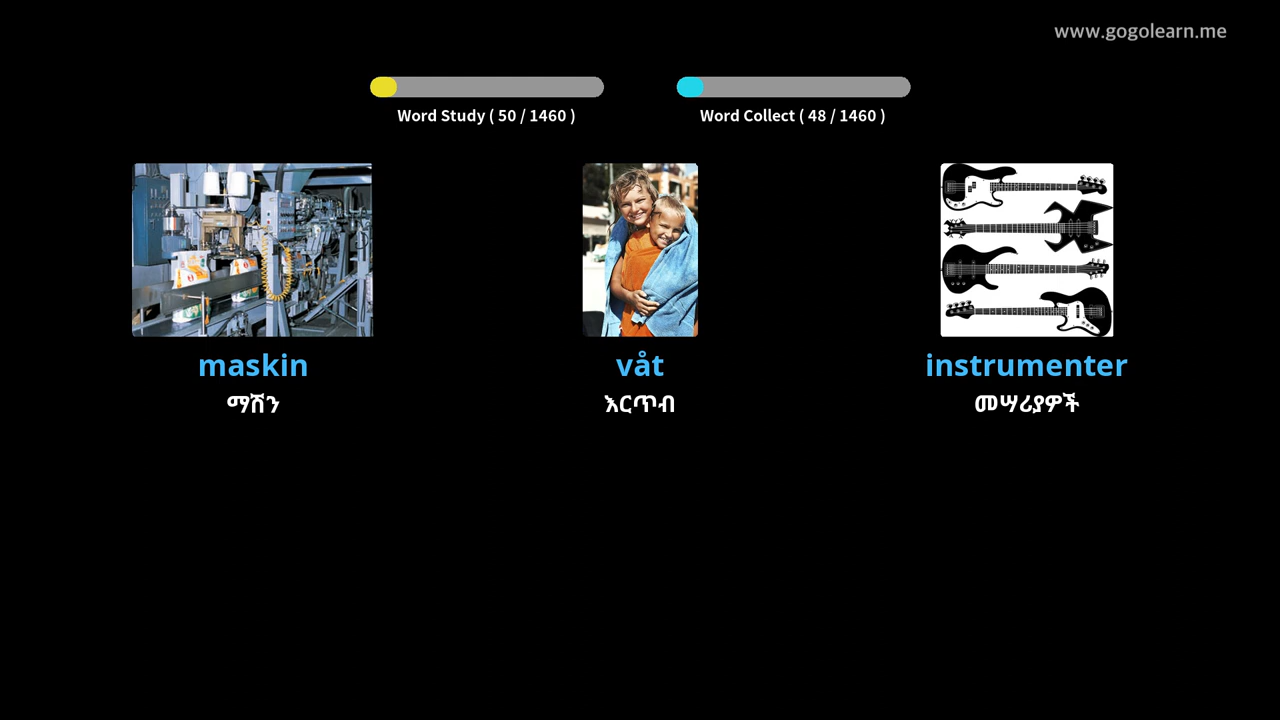 www.gogolearn.me
Word Study ( 50 / 1460 )
Word Collect ( 48 / 1460 )
maskin
våt
instrumenter
ማሽን
እርጥብ
መሣሪያዎች